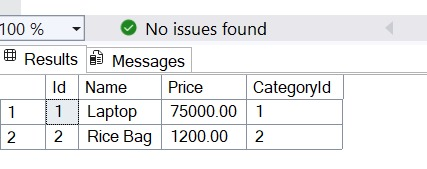 100 % No issues found
Results Messages
Id Name Price CategoryId
1 1 Laptop 75000.00 1
2 2 Rice Bag 1200.00 2